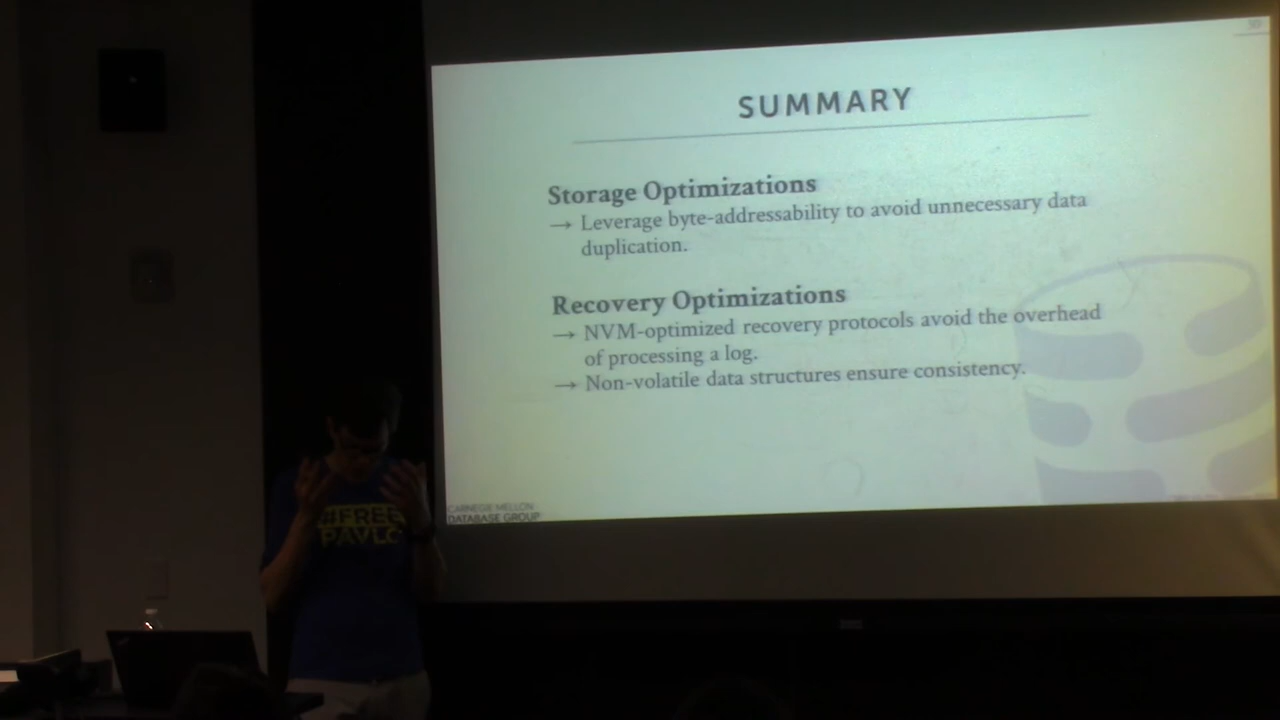 SUMMARY
Storage Optimizations
→ Leverage byte-addressability to avoid unnecessary data
duplication.
Recovery Optimizations
→ NVM-optimized recovery protocols avoid the overhead
of processing a log.
→ Non-volatile data structures ensure consistency.
CARNEGIE MELLON
DATABASE GROUP
#FREE
PAVLO